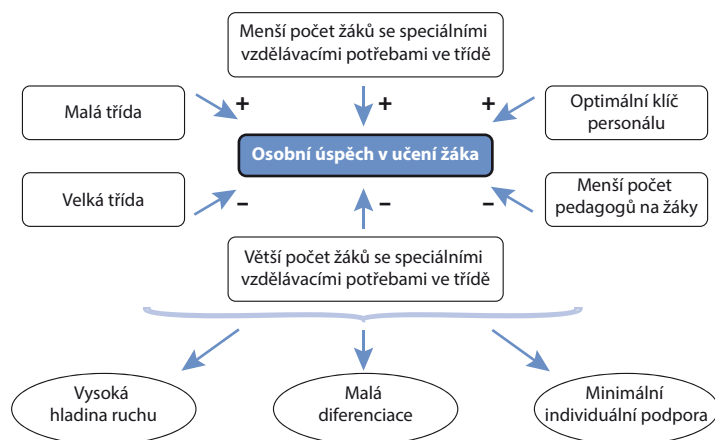 Menší počet žáků se speciálními
vzdělávacími potřebami ve třídě
Malá třída
+
+
+
Optimální klíč
personálu
Osobní úspěch v učení žáka
Velká třída
–
–
–
Menší počet
pedagogů na žáky
Větší počet žáků se speciálními
vzdělávacími potřebami ve třídě
Vysoká
hladina ruchu
Malá
diferenciace
Minimální
individuální podpora